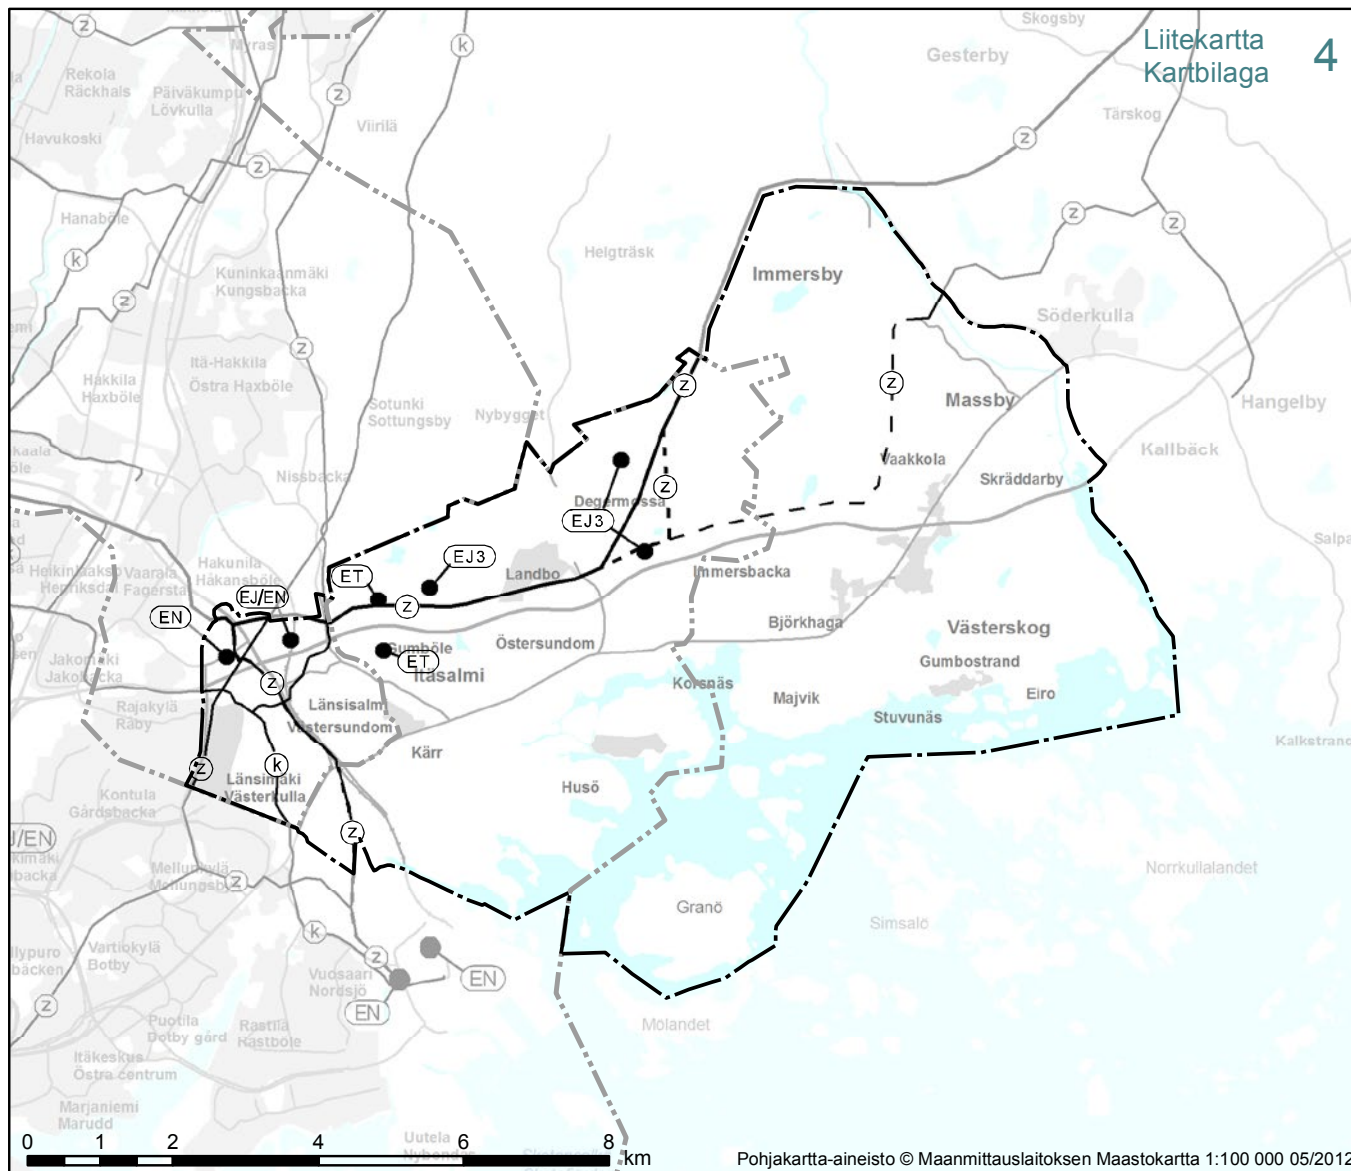 Liitekartta
Kartbilaga
4
Skogsby
Gesterby
Tärskog
Myras
Rekola
Räckhals
Päiväkumpu
Lövkulla
Havukoski
Viirilä
z
k
z
z
z
Hanaböle
k
Kuninkaanmäki
Kungsbacka
z
Helgträsk
Immersby
z
z
Söderkulla
z
Itä-Hakkila
Östra Haxböle
Hakkila
Haxböle
Sotunki
Sottungsby
Nybygget
z
z
Massby
Hangelby
Kallbäck
Vaakkola
Skräddarby
Nissbacka
Degermossa
z
EJ3
EJ3
Landbo
Immersbacka
Hakunila
Håkansböle
Vaarala
Fagersta
Heikinlaakso
Henriksdal
EJ/EN
ET
z
EN
Björkhaga
Västerskog
Gumbostrand
Eiro
Östersundom
Gumböle
Itäsalmi
ET
Jakomäki
Jakobacka
z
Rajakylä
Råby
Länsisalmi
Västersundom
Korsnäs
Majvik
Stuvunäs
Kärr
Kalkstrand
z
k
Länsimäki
Västerkulla
Husö
Kontula
Gårdsbacka
z
J/EN
Mellunkylä
Mellungsby
z
Norrkullalandet
Granö
Simsalö
Vartiokylä
Botby
k
z
Vuosaari
Nordsjö
EN
EN
z
Puotila
Botby gård
Rastila
Rastböle
Mölandet
Itäkeskus
Östra centrum
Marjaniemi
Marudd
Uutela
Nybondas
0 1 2 4 6 8 km
Pohjakartta-aineisto © Maanmittauslaitoksen Maastokartta 1:100 000 05/2012